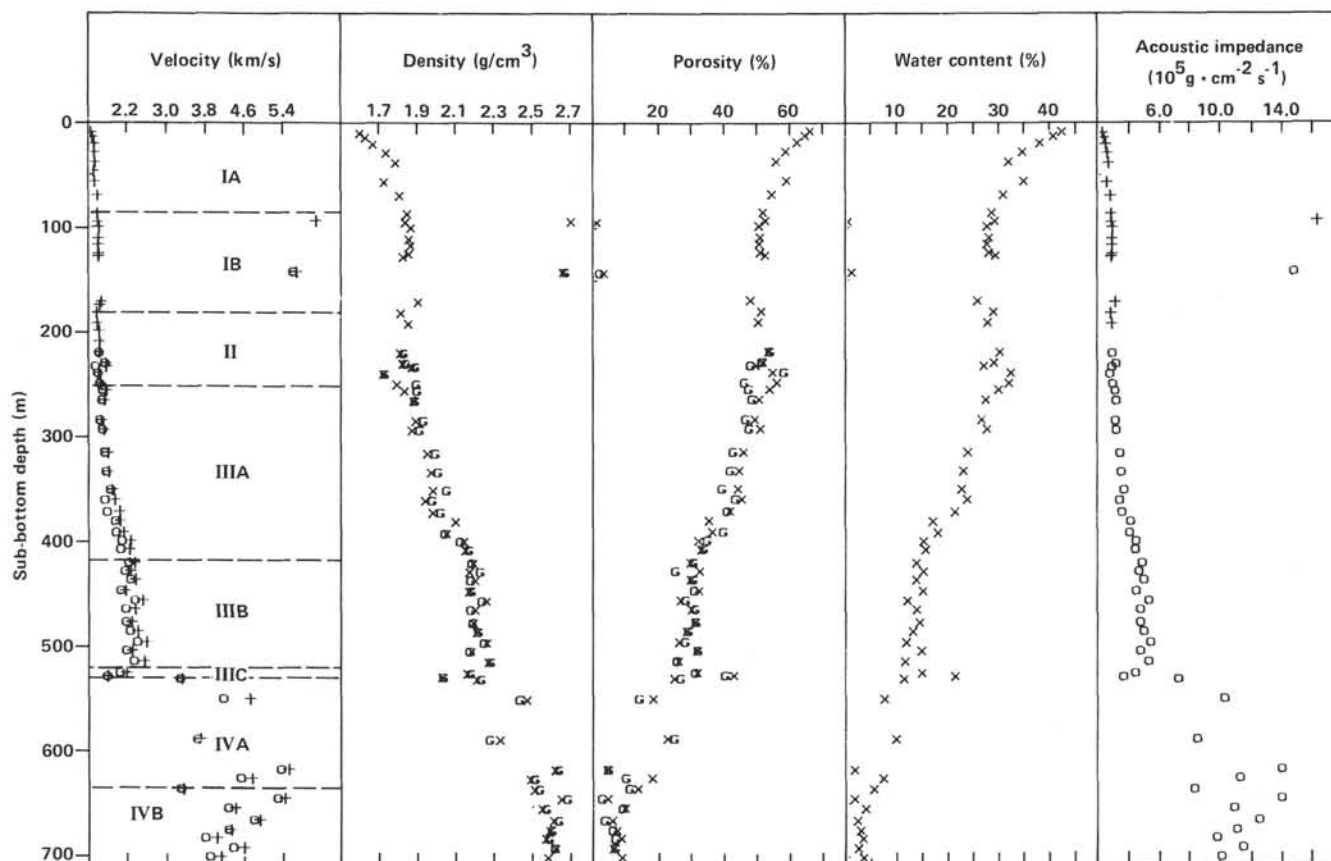 Velocity (km/s)
Density (g/cm3)
Porosity (%)
Water content (%)
Acoustic impedance
(10^5 g · cm^-2 s^-1)
2.2 3.0 3.8 4.6 5.4
1.7 1.9 2.1 2.3 2.5 2.7
20 40 60
10 20 30 40
6.0 10.0 14.0
Sub-bottom depth (m)
0
100
200
300
400
500
600
700
IA
IB
II
IIIA
IIIB
IIIC
IVA
IVB